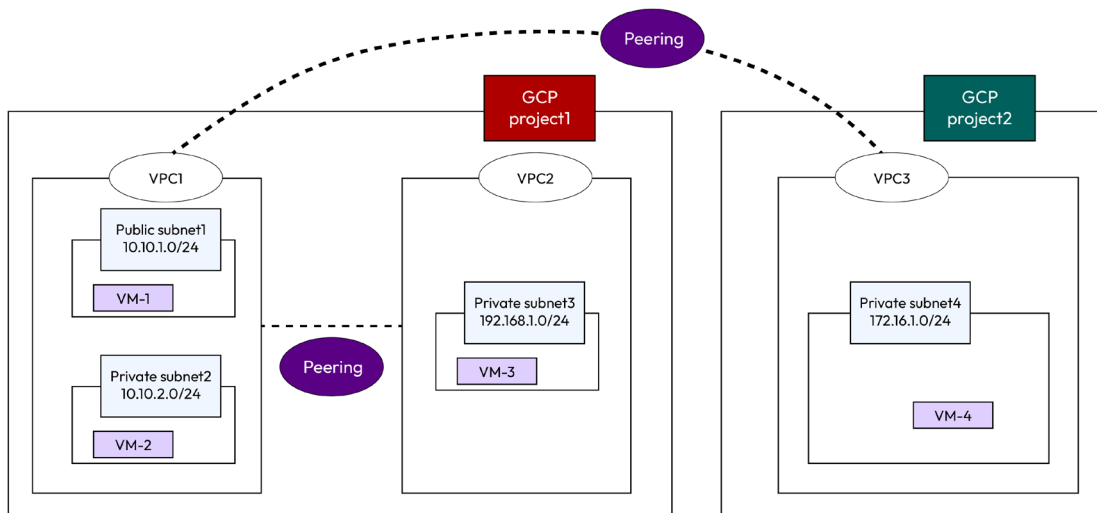 Peering
GCP
project1
GCP
project2
VPC1
VPC2
VPC3
Public subnet1
10.10.1.0/24
VM-1
Private subnet3
192.168.1.0/24
VM-3
Private subnet4
172.16.1.0/24
Peering
Private subnet2
10.10.2.0/24
VM-2
VM-4